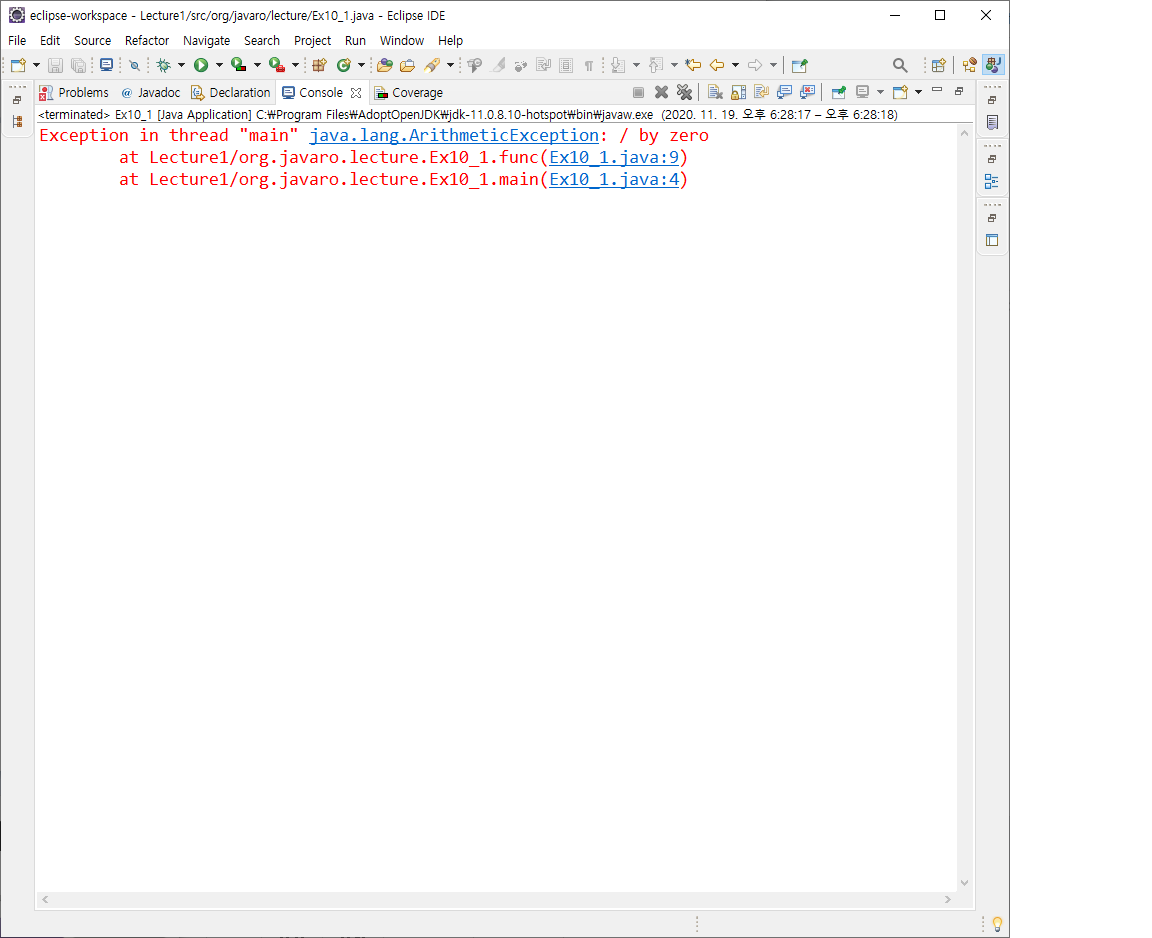 eclipse-workspace - Lecture1/src/org/javaro/lecture/Ex10_1.java - Eclipse IDE
File Edit Source Refactor Navigate Search Project Run Window Help
Problems @ Javadoc Declaration Console Coverage
<terminated> Ex10_1 [Java Application] C:₩Program Files₩AdoptOpenJDK₩jdk-11.0.8.10-hotspot₩bin₩javaw.exe (2020. 11. 19. 오후 6:28:17 – 오후 6:28:18)
Exception in thread "main" java.lang.ArithmeticException: / by zero
at Lecture1/org.javaro.lecture.Ex10_1.func(Ex10_1.java:9)
at Lecture1/org.javaro.lecture.Ex10_1.main(Ex10_1.java:4)